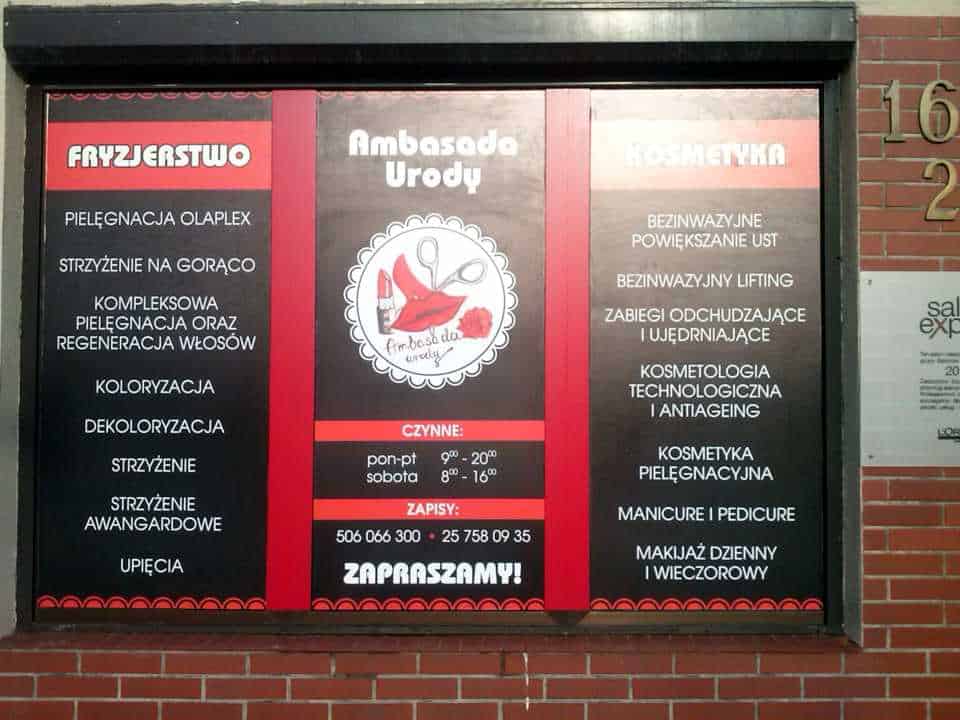 FRYZJERSTWO
PIELĘGNACJA OLAPLEX
STRZYŻENIE NA GORĄCO
KOMPLEKSOWA
PIELĘGNACJA ORAZ
REGENERACJA WŁOSÓW
KOLORYZACJA
DEKOLORYZACJA
STRZYŻENIE
STRZYŻENIE
AWANGARDOWE
UPIĘCIA
Ambasada
Urody
Ambasada
urody
CZYNNE:
pon-pt 9⁰⁰ - 20⁰⁰
sobota 8⁰⁰ - 16⁰⁰
ZAPISY:
506 066 300 • 25 758 09 35
ZAPRASZAMY!
KOSMETYKA
BEZINWAZYJNE
POWIĘKSZANIE UST
BEZINWAZYJNY LIFTING
ZABIEGI ODCHUDZAJĄCE
I UJĘDRNIAJĄCE
KOSMETOLOGIA
TECHNOLOGICZNA
I ANTIAGEING
KOSMETYKA
PIELĘGNACYJNA
MANICURE I PEDICURE
MAKIJAŻ DZIENNY
I WIECZOROWY
16
2
sal
exp
20